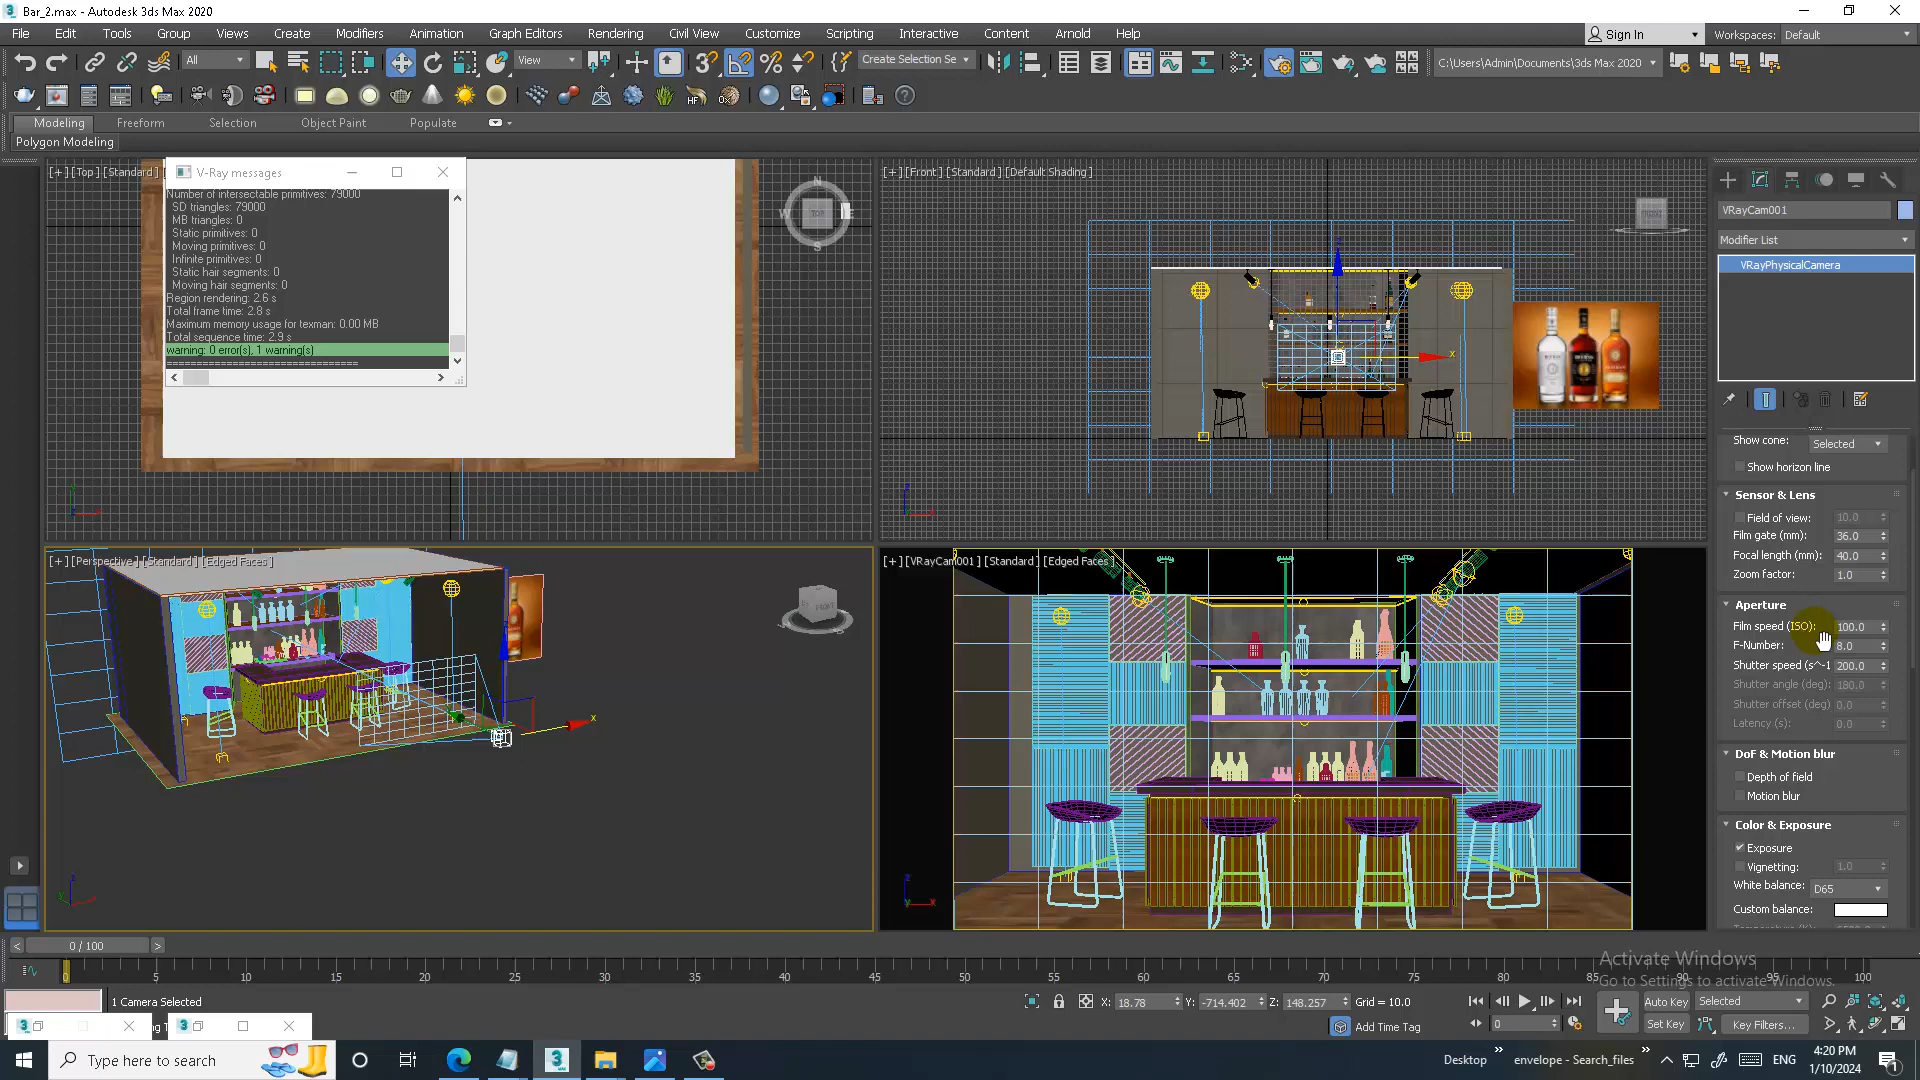 Bar_2.max - Autodesk 3ds Max 2020
File Edit Tools Group Views Create Modifiers Animation Graph Editors Rendering Civil View Customize Scripting Interactive Content Arnold Help
Sign In
Workspaces: Default
All
View
Create Selection Se
C:\Users\Admin\Documents\3ds Max 2020
HF
Modeling Freeform Selection Object Paint Populate
Polygon Modeling
[+][Top][Standard]
V-Ray messages
Number of intersectable primitives: 79000
SD triangles: 79000
MB triangles: 0
Static primitives: 0
Moving primitives: 0
Infinite primitives: 0
Static hair segments: 0
Moving hair segments: 0
Region rendering: 2.6 s
Total frame time: 2.8 s
Maximum memory usage for texman: 0.00 MB
Total sequence time: 2.9 s
warning: 0 error(s), 1 warning(s)
==============================
N
W
TOP
S
[+][Front][Standard][Default Shading]
FRONT
x
[+][Perspective][Standard][Edged Faces]
FRONT
x
[+][VRayCam001][Standard][Edged Faces]
VRayCam001
Modifier List
VRayPhysicalCamera
Show cone: Selected
Show horizon line
Sensor & Lens
Field of view: 10.0
Film gate (mm): 36.0
Focal length (mm): 40.0
Zoom factor: 1.0
Aperture
Film speed (ISO): 100.0
F-Number: 8.0
Shutter speed (s^-1 200.0
Shutter angle (deg): 180.0
Shutter offset (deg) 0.0
Latency (s): 0.0
DoF & Motion blur
Depth of field
Motion blur
Color & Exposure
Exposure
Vignetting: 1.0
White balance: D65
Custom balance:
0 / 100
0 5 10 15 20 25 30 35 40 45 50 55 60 65 70 75 80 85 90 95 100
Activate Windows
Go to Settings to activate Windows.
1 Camera Selected
X: 18.78 Y: -714.402 Z: 148.257 Grid = 10.0
Add Time Tag
0
Auto Key Selected
Set Key Key Filters...
Type here to search
Desktop
envelope - Search_files
ENG
4:20 PM
1/10/2024
1